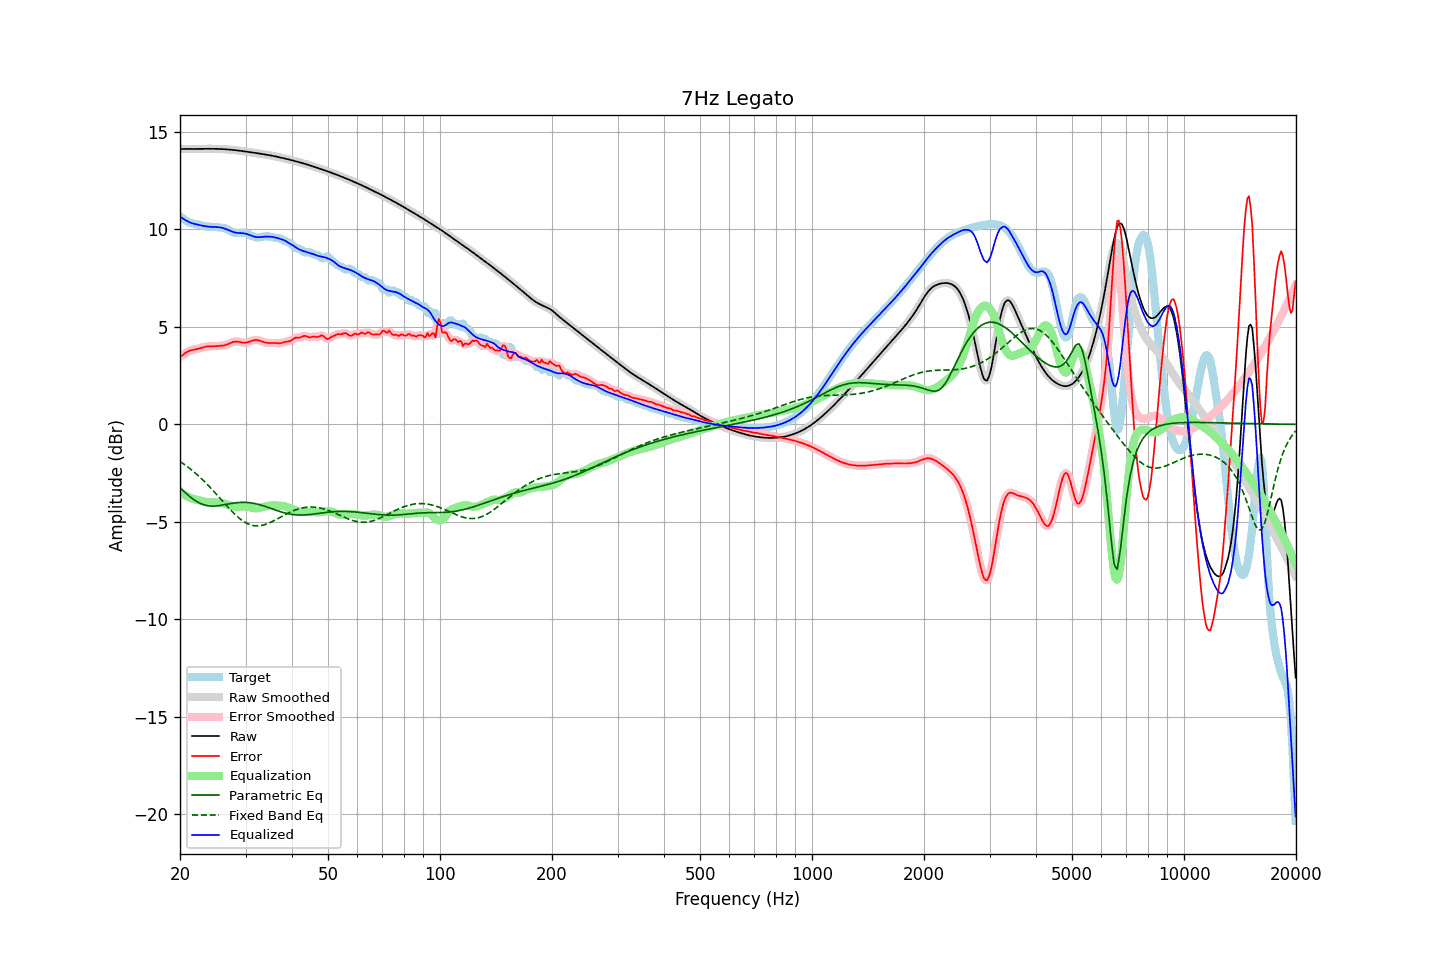 7Hz Legato
15
10
5
0
−5
−10
−15
−20
Amplitude (dBr)
Target
Raw Smoothed
Error Smoothed
Raw
Error
Equalization
Parametric Eq
Fixed Band Eq
Equalized
20 50 100 200 500 1000 2000 5000 10000 20000
Frequency (Hz)